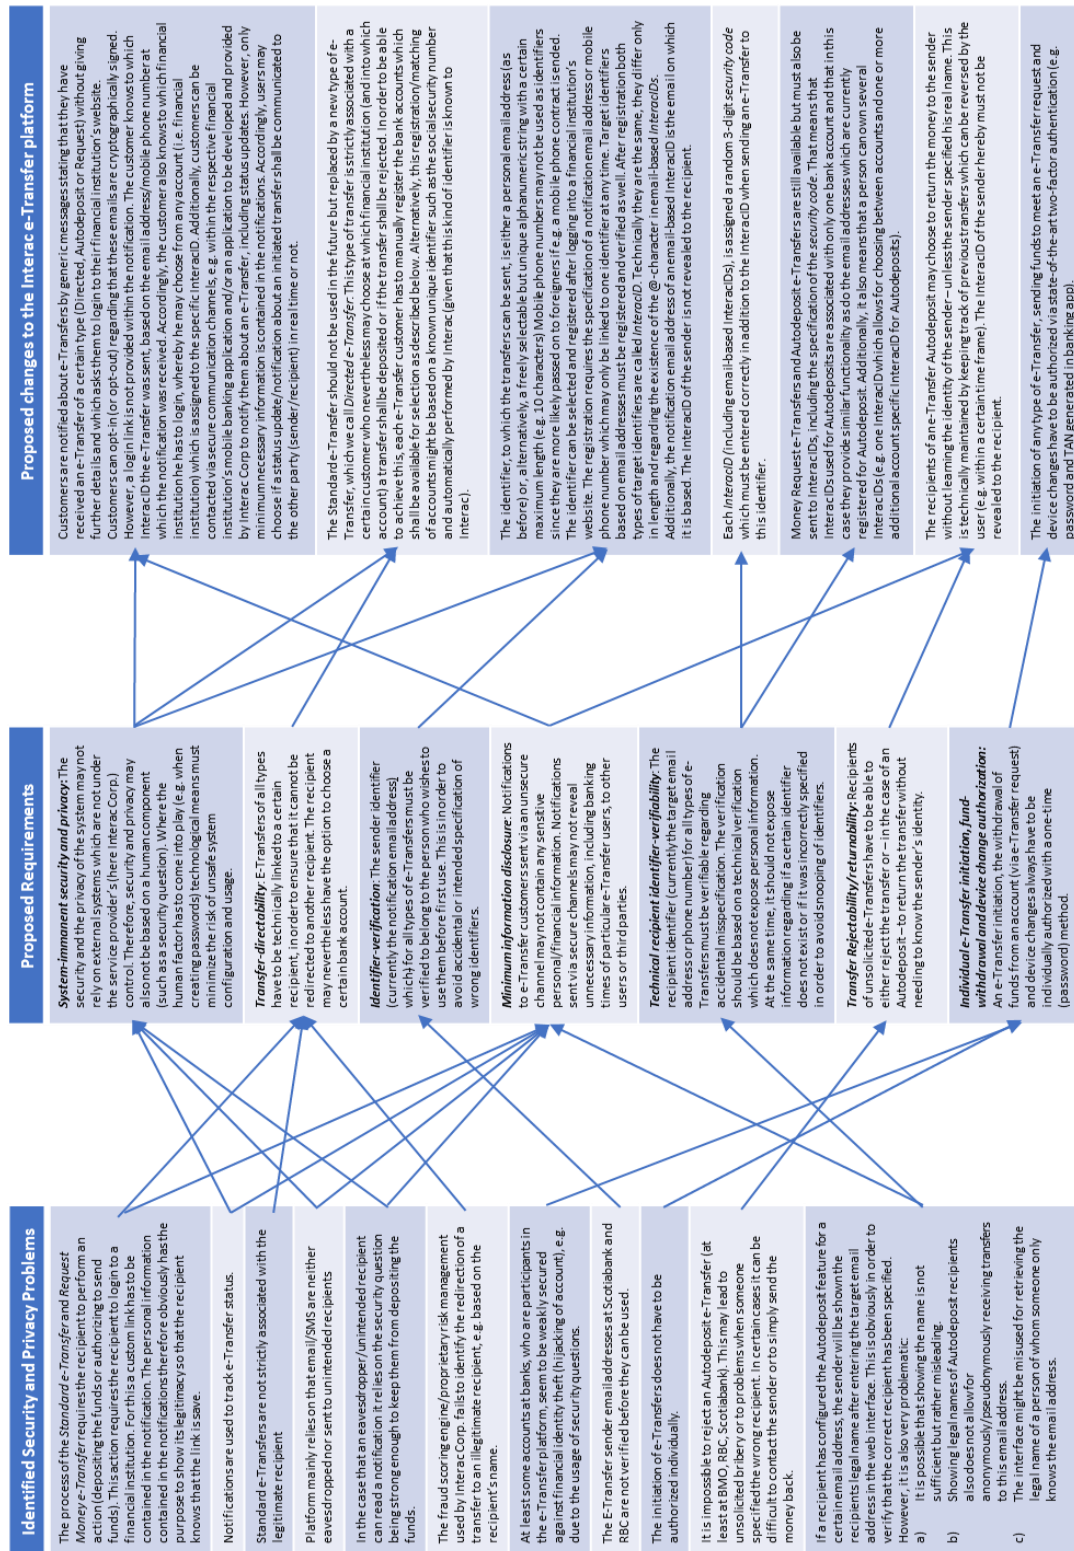 Identified Security and Privacy Problems
The process of the Standard e-Transfer and Request
Money e-Transfer requires the recipient to perform an
action (depositing the funds or authorizing to send
funds). This action requires the recipient to login to a
financial institution. For this a custom link has to be
contained in the notification. The personal information
contained in the notifications therefore obviously has the
purpose to show its legitimacy so that the recipient
knows that the link is save.
Notifications are used to track e-Transfer status.
Standard e-Transfers are not strictly associated with the
legitimate recipient
Platform mainly relies on that email/SMS are neither
eavesdropped nor sent to unintended recipients
In the case that an eavesdropper/unintended recipient
can read a notification it relies on the security question
being strong enough to keep them from depositing the
funds.
The fraud scoring engine/proprietary risk management
used by Interac Corp. fails to identify the redirection of a
transfer to an illegitimate recipient, e.g. based on the
recipient's name.
At least some accounts at banks, who are participants in
the e-Transfer platform, seem to be weakly secured
against financial identity theft (hijacking of account), e.g.
due to the usage of security questions.
The E-Transfer sender email addresses at Scotiabank and
RBC are not verified before they can be used.
The initiation of e-Transfers does not have to be
authorized individually.
It is impossible to reject an Autodeposit e-Transfer (at
least at BMO, RBC, Scotiabank). This may lead to
unsolicited bribery or to problems when someone
specified the wrong recipient. In certain cases it can be
difficult to contact the sender or to simply send the
money back.
If a recipient has configured the Autodeposit feature for a
certain email address, the sender will be shown the
recipients legal name after entering the target email
address in the web interface. This is obviously in order to
verify that the correct recipient has been specified.
However, it is also very problematic:
a) It is possible that showing the name is not
sufficient but rather misleading.
b) Showing legal names of Autodepost recipients
also does not allow for
anonymously/pseudonymously receiving transfers
to this email address.
c) The interface might be misused for retrieving the
legal name of a person of whom someone only
knows the email address.
Proposed Requirements
System-immanent security and privacy: The
security and the privacy of the system may not
rely on external systems which are not under
the service provider's (here Interac Corp.)
control. Therefore, security and privacy may
also not be based on a human component
(such as a security question). Where the
human factor has to come into play (e.g. when
creating passwords) technological means must
minimize the risk of unsafe system
configuration and usage.
Transfer-directability: E-Transfers of all types
have to be technically linked to a certain
recipient, in order to ensure that it cannot be
redirected to another recipient. The recipient
may nevertheless have the option to choose a
certain bank account.
Identifier-verification: The sender identifier
(currently the notification email address)
which) for all types of e-Transfers must be
verified to belong to the person who wishes to
use them before first use. This is in order to
avoid accidental or intended specification of
wrong identifiers.
Minimum information disclosure: Notifications
to e-Transfer customers sent via an unsecure
channel may not contain any sensitive
personal/financial information. Notifications
sent via secure channels may not reveal
unnecessary information, including banking
times of particular e-Transfers, to other
users or third parties.
Technical recipient identifier-verifiability: The
recipient identifier (currently the target email
address or phone number) for all types of e-
Transfers must be verifiable regarding
accidental misspecification. The verification
should be based on a technical verification
which does not expose personal information.
At the same time, it should not expose
information regarding if a certain identifier
does not exist or if it was incorrectly specified
in order to avoid snooping of identifiers.
Transfer Rejectability/returnability: Recipients
of unsolicited e-Transfers have to be able to
either reject the transfer or – in the case of an
Autodeposit – to return the transfer without
needing to know the sender's identity.
Individual e-Transfer initiation, fund-
withdrawal and device change authorization:
An e-Transfer initiation, the withdrawal of
funds from an account (via e-Transfer request)
and device changes always have to be
individually authorized with a one-time
(password) method.
Proposed changes to the Interac e-Transfer platform
Customers are notified about e-Transfers by generic messages stating that they have
received an e-Transfer of a certain type (Directed, Autodeposit or Request) without giving
further details and which asks them to login to their financial institution's website.
Customers can opt-in (or opt-out) regarding that these emails are cryptographically signed.
However, a login link is not provided within the notification. The customer knows to which
InteracID the e-Transfer was sent, based on the email address/mobile phone number at
which the notification was received. Accordingly, the customer also knows to which financial
institution he has to login, whereby he may choose from any account (i.e. financial
institution) which is assigned to the specific InteracID. Additionally, customers can be
contacted via secure communication channels, e.g. within the respective financial
institution's mobile banking application and/or an application to be developed and provided
by Interac Corp to notify them about an e-Transfer, including status updates. However, only
minimum necessary information is contained in the notifications. Accordingly, users may
choose if a status update/notification about an initiated transfer shall be communicated to
the other party (sender/recipient) in real time or not.
The Standard e-Transfer should not be used in the future but replaced by a new type of e-
Transfer, which we call Directed e-Transfer. This type of transfer is strictly associated with a
certain customer who nevertheless may choose at which financial institution (and into which
account) a transfer shall be deposited or if the transfer shall be rejected. In order to be able
to achieve this, each e-Transfer customer has to manually register the bank accounts which
shall be available for selection as described below. Alternatively, this registration/matching
of accounts might be based on a known unique identifier such as the social security number
and automatically performed by Interac (given that this kind of identifier is known to
Interac).
The identifier, to which the transfers can be sent, is either a personal email address (as
before) or, alternatively, a freely selectable unique alphanumeric string with a certain
maximum length (e.g. 10 characters) Mobile phone numbers may not be used as identifiers
since they are more likely passed on to foreigners if e.g. a mobile phone contract is ended.
The identifier can be selected and registered after logging into a financial institution's
website. The registration requires the specification of a notification email address or mobile
phone number which may only be linked to one identifier at any time. Target identifiers
based on email addresses must be registered and verified as well. After registration both
types of target identifiers are called InteracID. Technically they are the same, they differ only
in length and regarding the existence of the @-character in email-based InteracIDs.
Additionally, the notification email address of an email-based InteracID is the email on which
it is based. The InteracID of the sender is not revealed to the recipient.
Each InteracID (including email-based InteracIDs), is assigned a random 3-digit security code
which must be entered correctly in addition to the InteracID when sending an e-Transfer to
this identifier.
Money Request e-Transfers and Autodeposit e-Transfers are still available but must also be
sent to InteracIDs, including the specification of the security code. That means that
InteracIDs used for Autodeposits are associated with only one bank account and that in this
case they provide similar functionality as do the email addresses which are currently
registered for Autodeposit. Additionally, it also means that a person can own several
InteracIDs (e.g. one InteracID which allows for choosing between accounts and one or more
additional account specific InteracID for Autodeposits).
The recipients of an e-Transfer Autodeposit may choose to return the money to the sender
without learning the identity of the sender – unless the sender specified his real name. This
is technically maintained by keeping track of previous transfers which can be reversed by the
user (e.g. within a certain time frame). The InteracID of the sender hereby must not be
revealed to the recipient.
The initiation of any type of e-Transfer, sending funds to meet an e-Transfer request and
device changes have to be authorized via state-of-the-art two-factor authentication (e.g.
password and TAN generated in banking app).